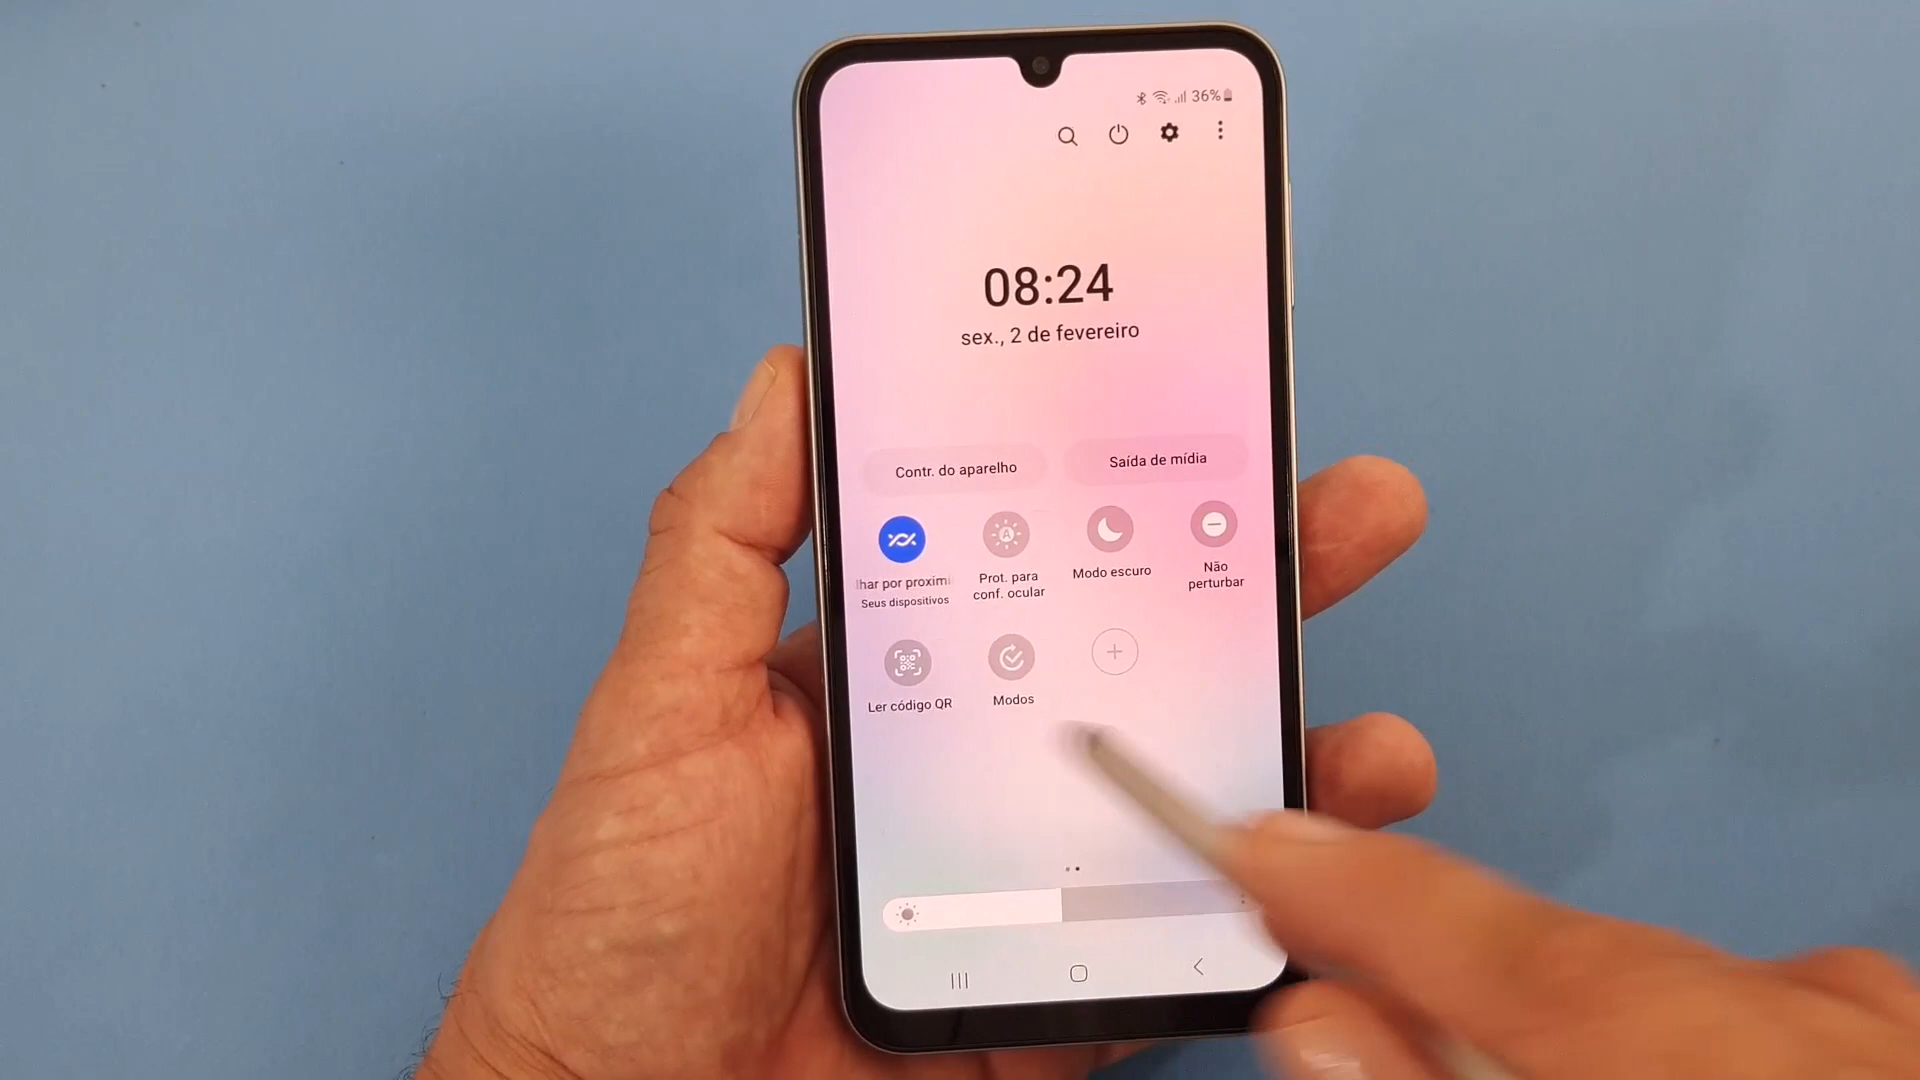 36%
08:24
sex., 2 de fevereiro
Contr. do aparelho
Saída de mídia
lhar por proximi
Seus dispositivos
Prot. para
conf. ocular
Modo escuro
Não
perturbar
Ler código QR
Modos